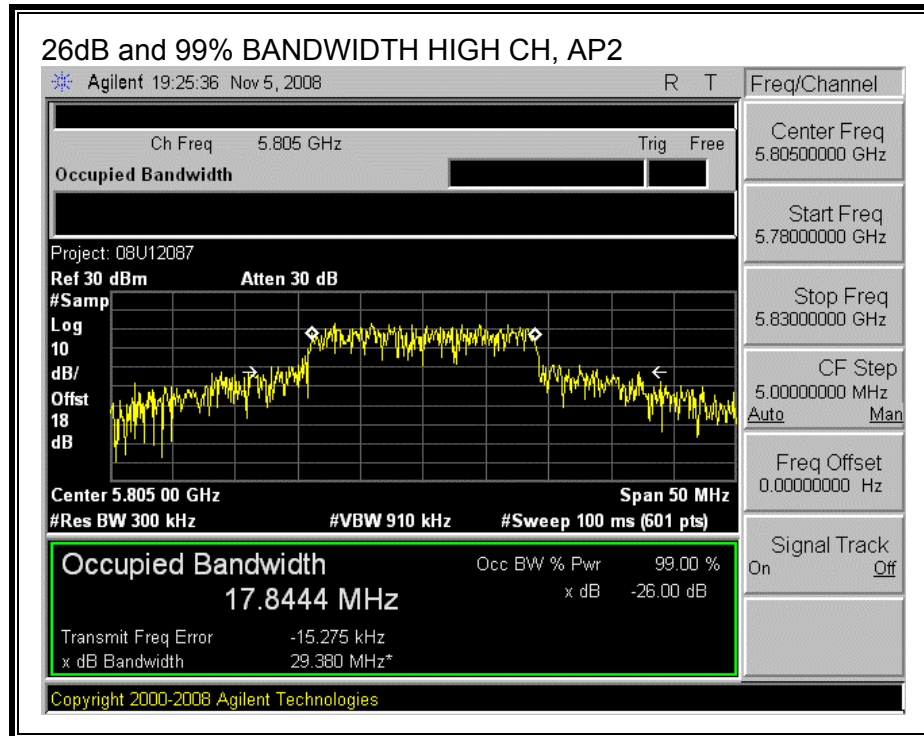 26dB and 99% BANDWIDTH HIGH CH, AP2
Agilent 19:25:36 Nov 5, 2008 R T
Freq/Channel
Ch Freq 5.805 GHz Trig Free
Occupied Bandwidth
Center Freq
5.80500000 GHz
Start Freq
5.78000000 GHz
Stop Freq
5.83000000 GHz
CF Step
5.00000000 MHz
Auto Man
Freq Offset
0.00000000 Hz
Signal Track
On Off
Project: 08U12087
Ref 30 dBm Atten 30 dB
#Samp
Log
10
dB/
Offst
18
dB
Center 5.805 00 GHz Span 50 MHz
#Res BW 300 kHz #VBW 910 kHz #Sweep 100 ms (601 pts)
Occupied Bandwidth Occ BW % Pwr 99.00 %
17.8444 MHz x dB -26.00 dB
Transmit Freq Error -15.275 kHz
x dB Bandwidth 29.380 MHz*
Copyright 2000-2008 Agilent Technologies